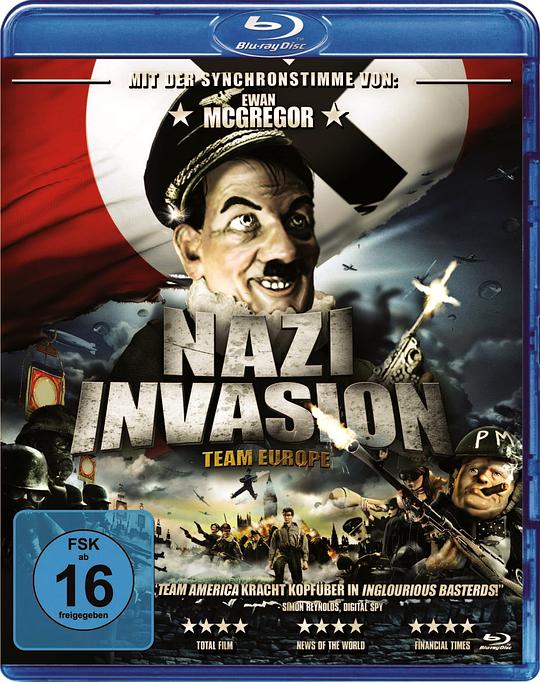 Blu-ray Disc
MIT DER SYNCHRONSTIMME VON:
EWAN
MCGREGOR
NAZI
INVASION
TEAM EUROPE
PM
FSK
ab
16
freigegeben
"TEAM AMERICA KRACHT KOPFÜBER IN INGLOURIOUS BASTERDS!"
SIMON REYNOLDS, DIGITAL SPY
★★★★ ★★★★ ★★★★
TOTAL FILM NEWS OF THE WORLD FINANCIAL TIMES
Blu-ray Disc